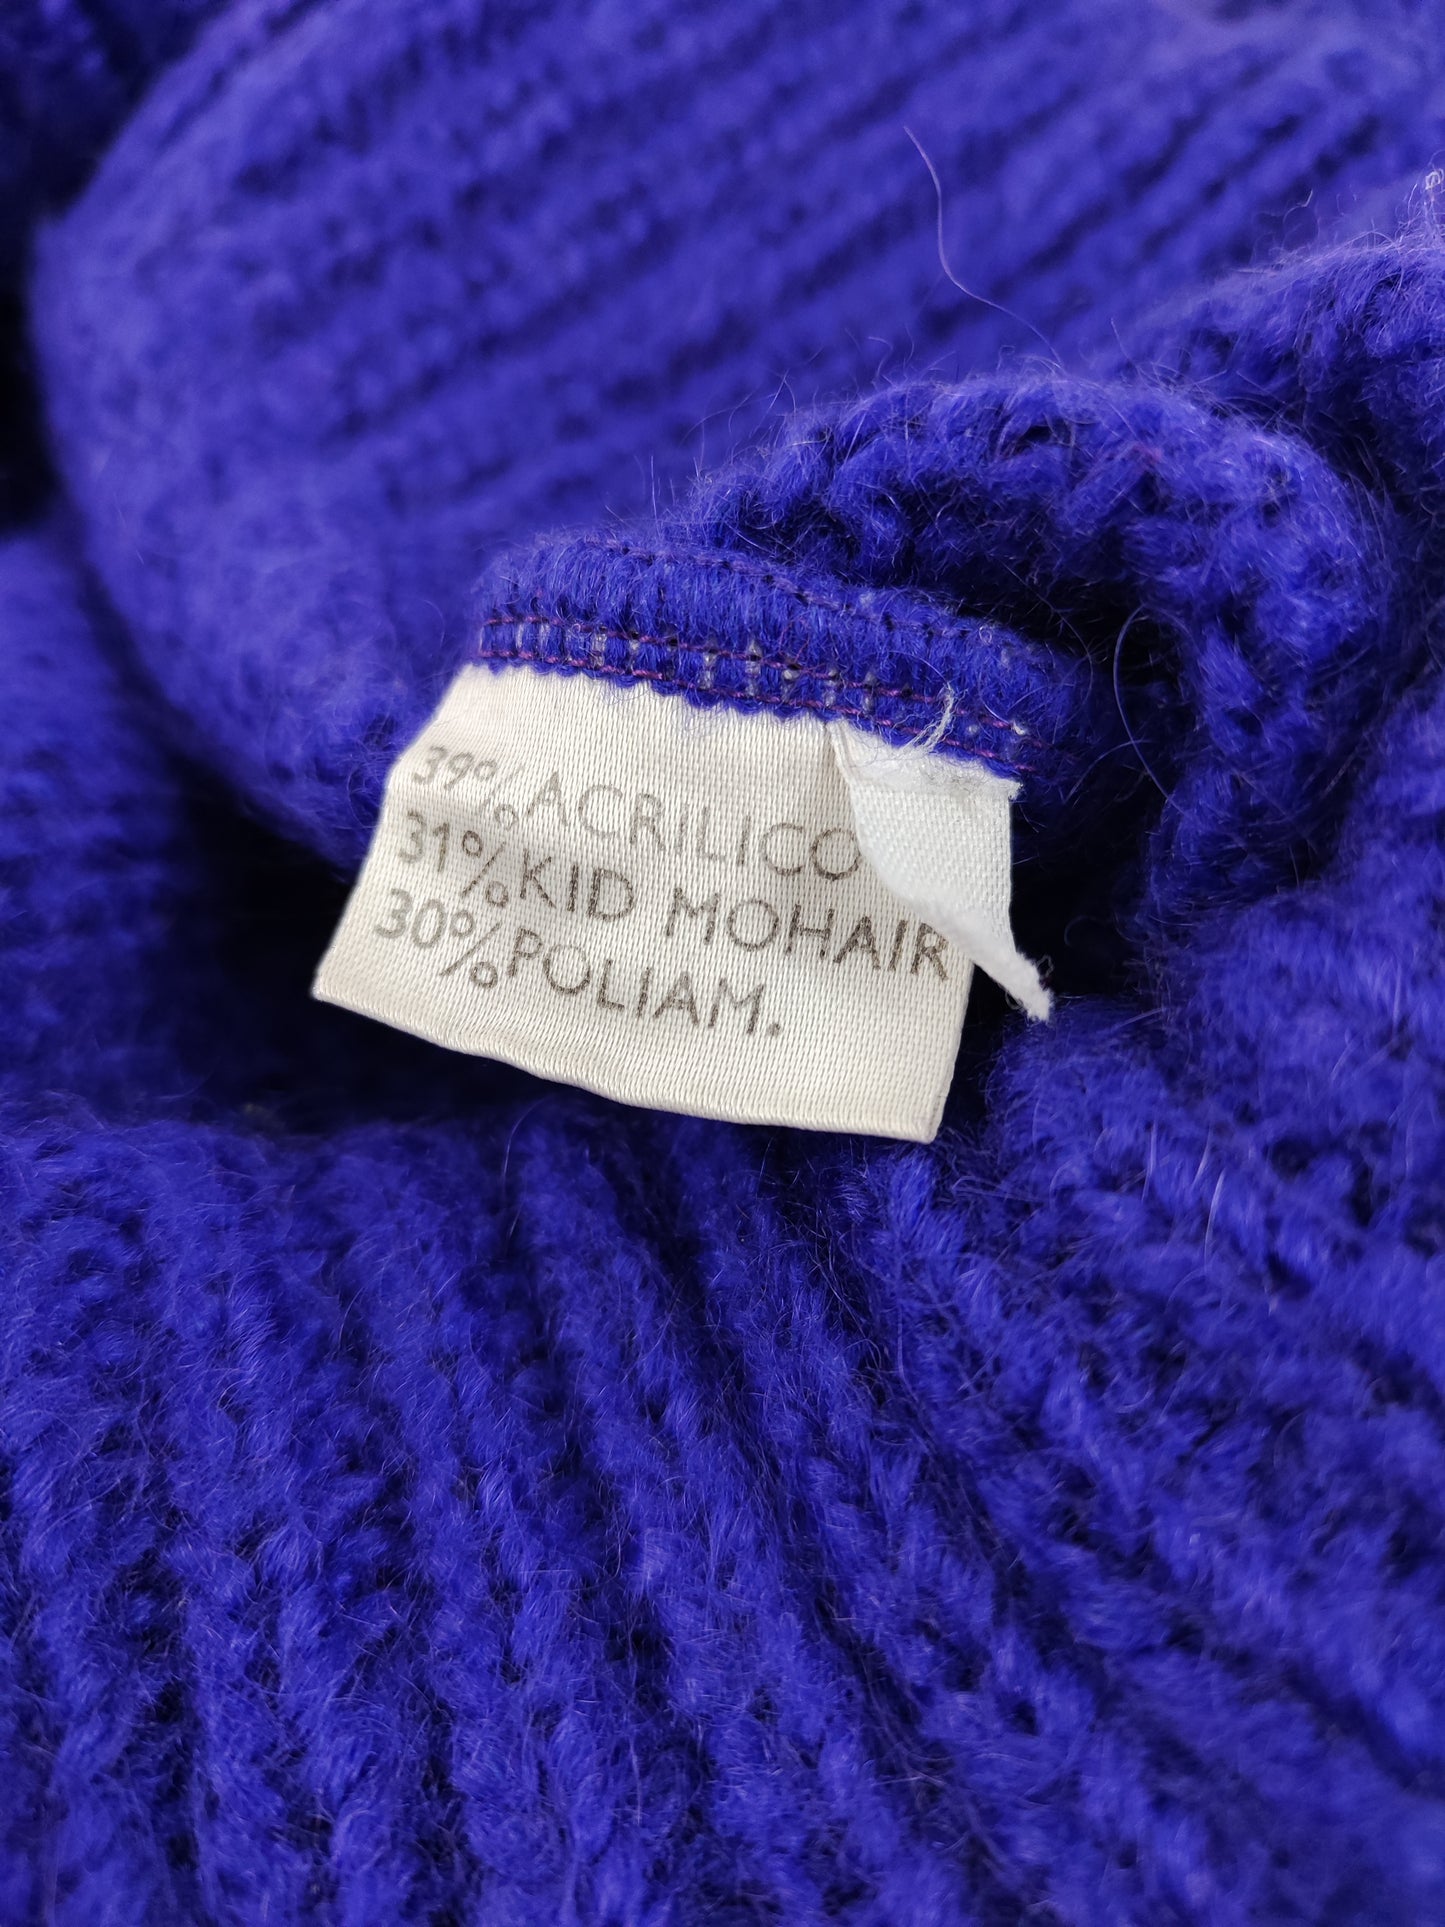 39% ACRILICO
31% KID MOHAIR
30% POLIAM.